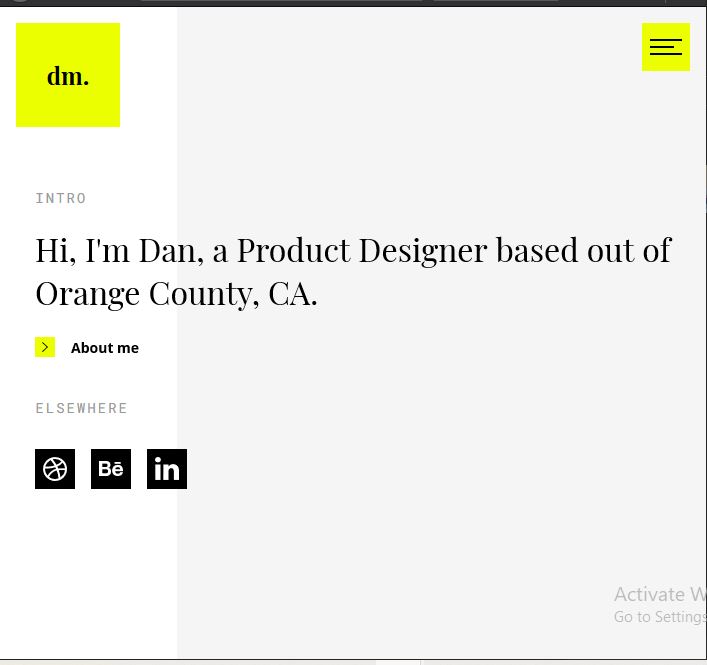 dm.
INTRO
Hi, I'm Dan, a Product Designer based out of
Orange County, CA.
About me
ELSEWHERE
Bē
in
Activate W
Go to Settings